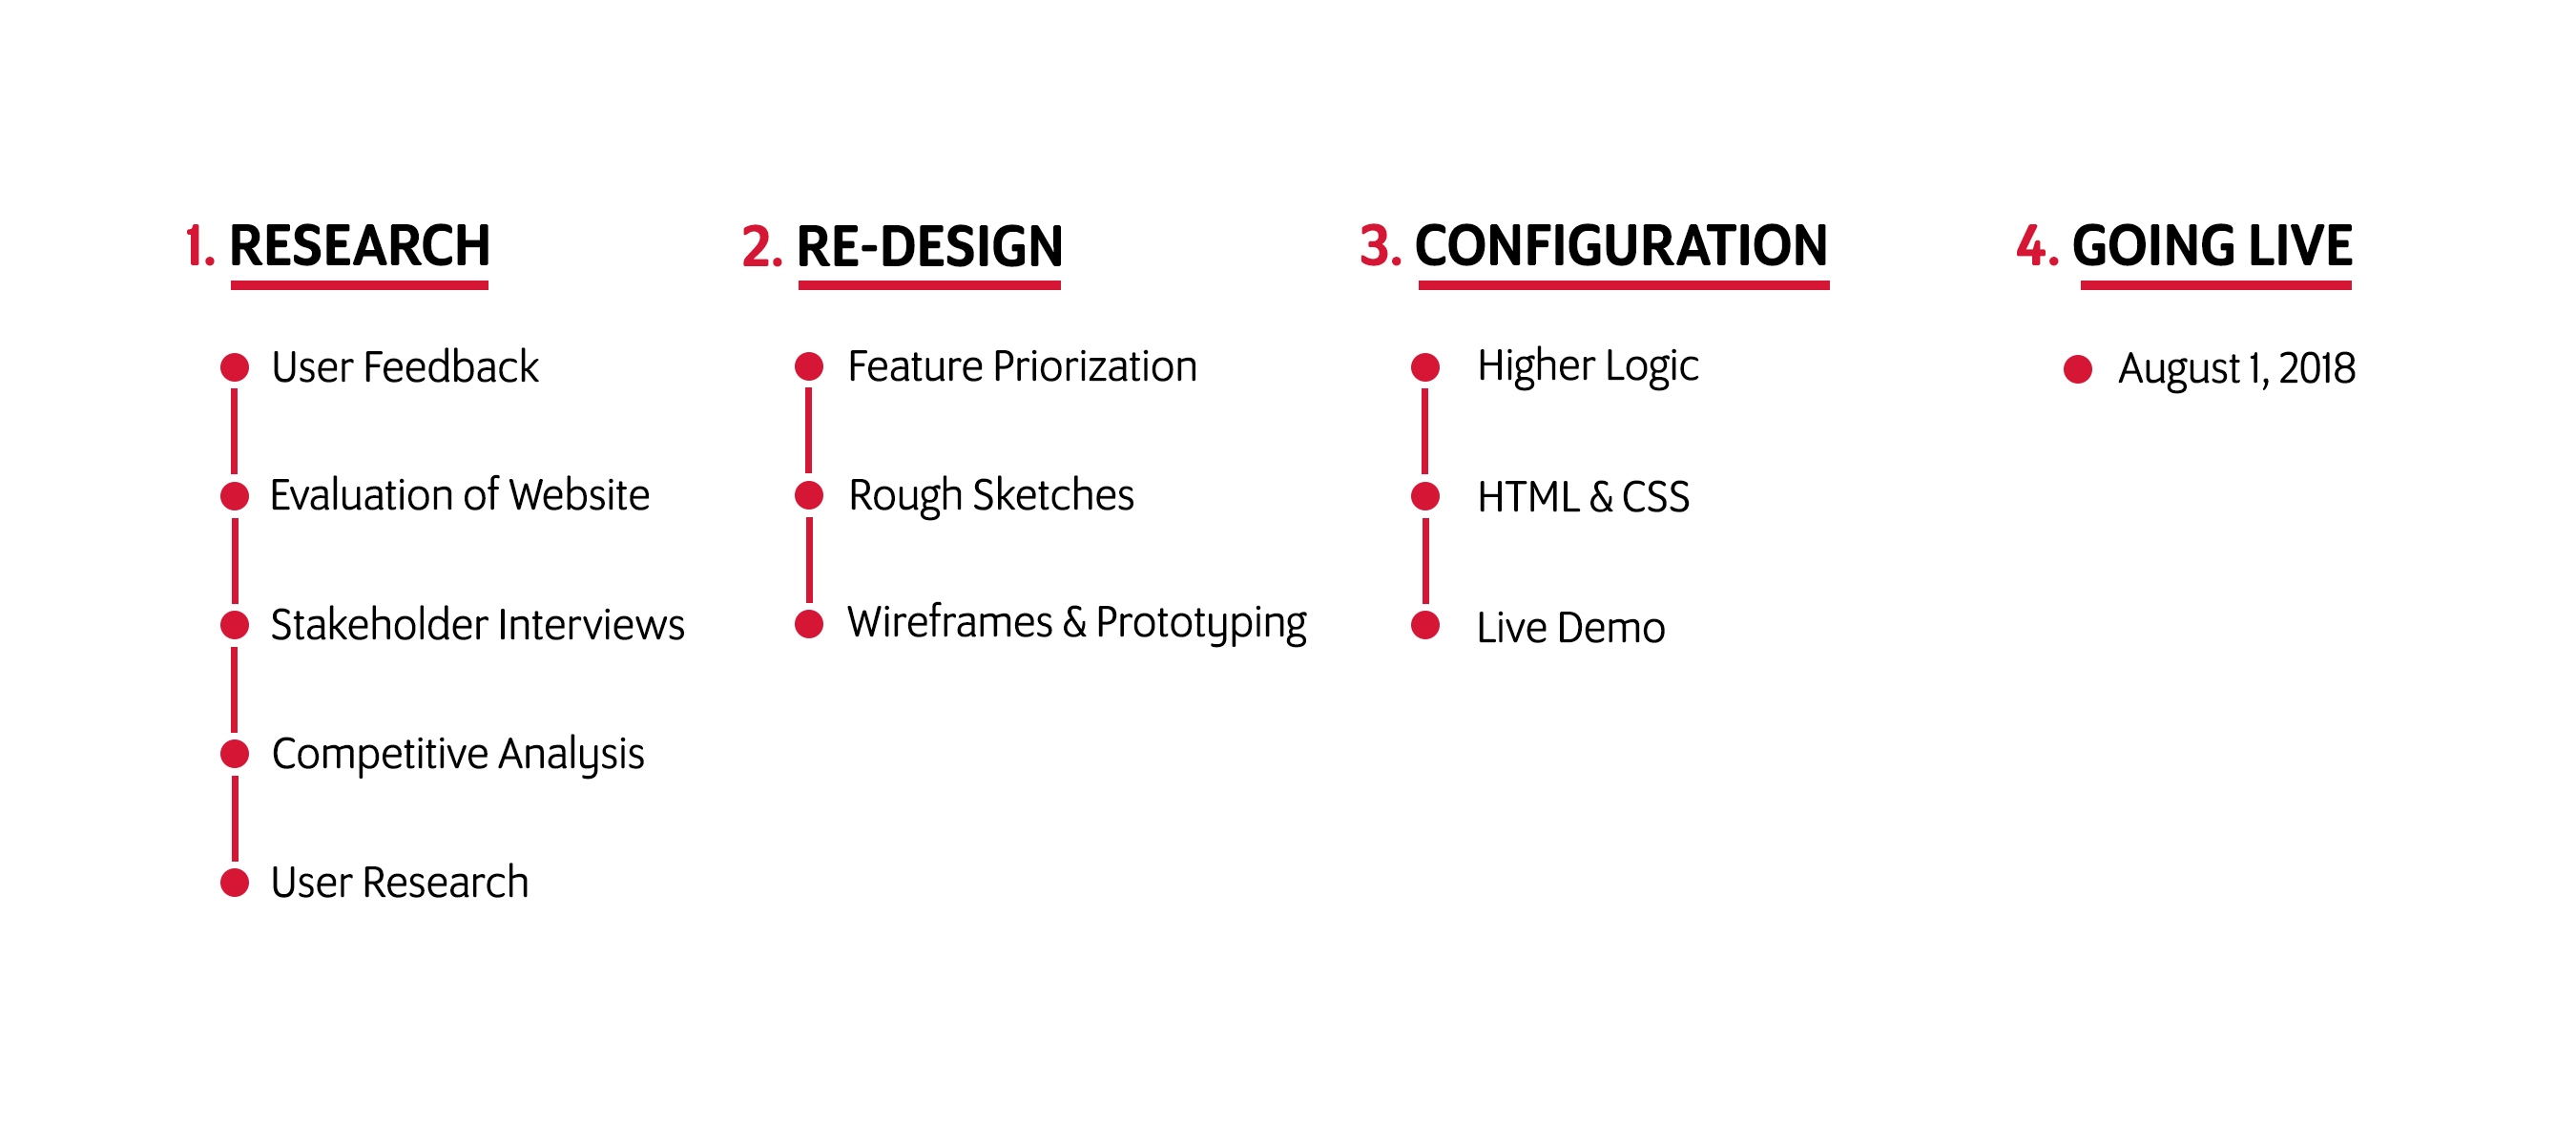 1. RESEARCH
User Feedback
Evaluation of Website
Stakeholder Interviews
Competitive Analysis
User Research
2. RE-DESIGN
Feature Priorization
Rough Sketches
Wireframes & Prototyping
3. CONFIGURATION
Higher Logic
HTML & CSS
Live Demo
4. GOING LIVE
August 1, 2018